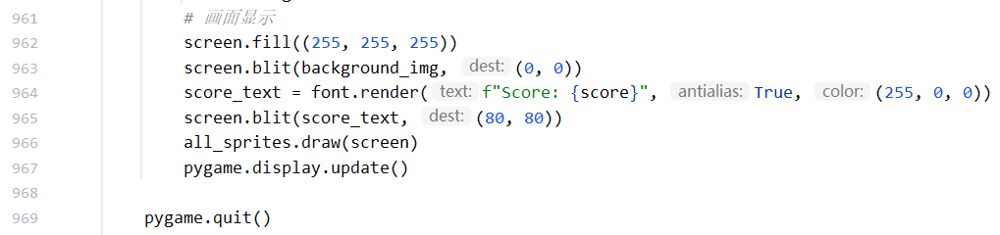 961 # 画面显示
962 screen.fill((255, 255, 255))
963 screen.blit(background_img, dest: (0, 0))
964 score_text = font.render( text: f"Score: {score}", antialias: True, color: (255, 0, 0))
965 screen.blit(score_text, dest: (80, 80))
966 all_sprites.draw(screen)
967 pygame.display.update()
968
969 pygame.quit()